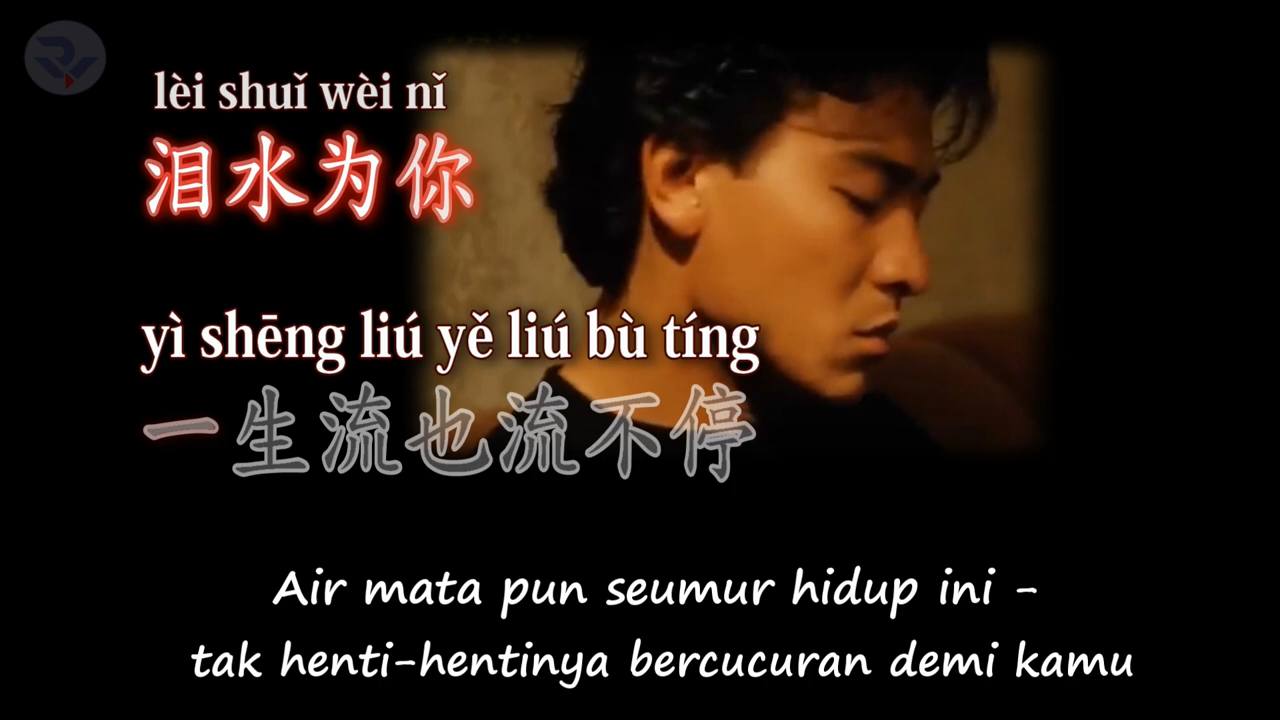 lèi shuǐ wèi nǐ
泪水为你
yì shēng liú yě liú bù tíng
一生流也流不停
Air mata pun seumur hidup ini -
tak henti-hentinya bercucuran demi kamu